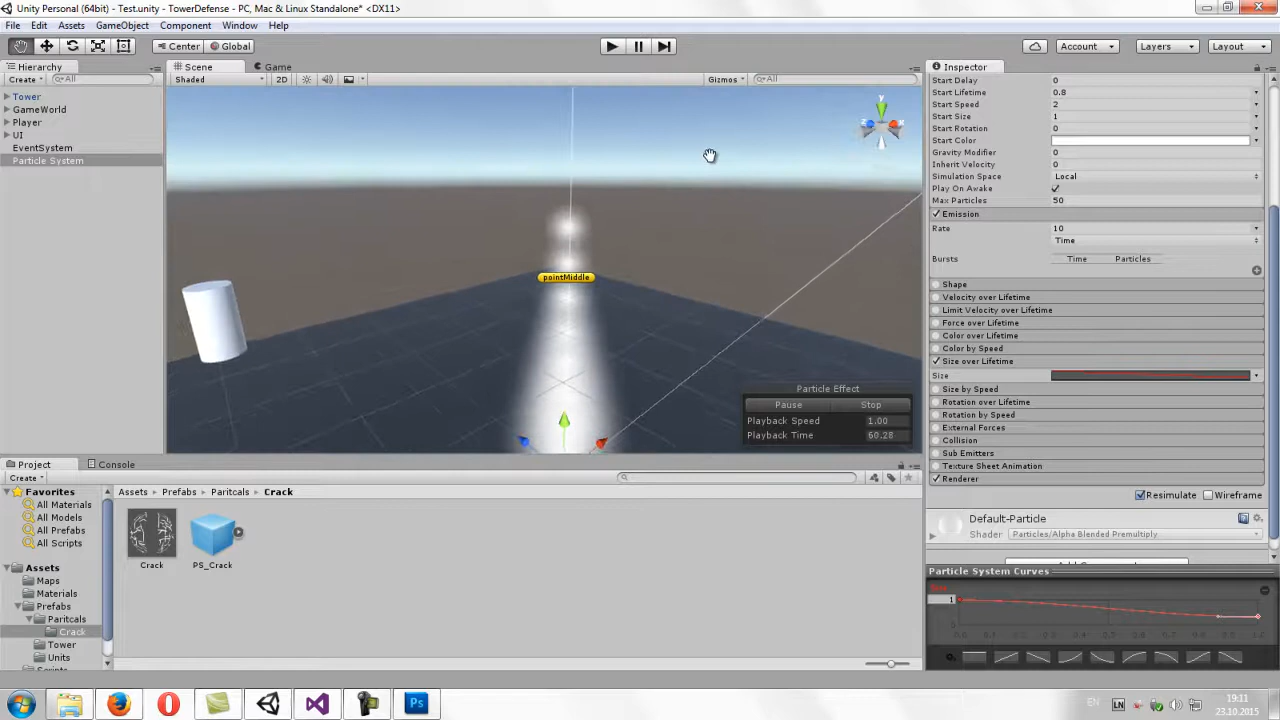 Unity Personal (64bit) - Test.unity - TowerDefense - PC, Mac & Linux Standalone* <DX11>
File Edit Assets GameObject Component Window Help
Center Global Account Layers Layout
Hierarchy Scene Game Inspector
Create All Shaded 2D Gizmos All
Tower
GameWorld
Player
UI
EventSystem
Particle System
y
z x
pointMiddle
Particle Effect
Pause Stop
Playback Speed 1.00
Playback Time 60.28
Start Delay 0
Start Lifetime 0.8
Start Speed 2
Start Size 1
Start Rotation 0
Start Color
Gravity Modifier 0
Inherit Velocity 0
Simulation Space Local
Play On Awake
Max Particles 50
Emission
Rate 10
Time
Bursts Time Particles
Shape
Velocity over Lifetime
Limit Velocity over Lifetime
Force over Lifetime
Color over Lifetime
Color by Speed
Size over Lifetime
Size
Size by Speed
Rotation over Lifetime
Rotation by Speed
External Forces
Collision
Sub Emitters
Texture Sheet Animation
Renderer
Resimulate Wireframe
Default-Particle
Shader Particles/Alpha Blended Premultiply
Particle System Curves
1
Project Console
Create
Favorites
All Materials
All Models
All Prefabs
All Scripts
Assets
Maps
Materials
Prefabs
Paritcals
Crack
Tower
Units
Assets Prefabs Paritcals Crack
Crack PS_Crack
Ps
EN LN 19:11
23.10.2015